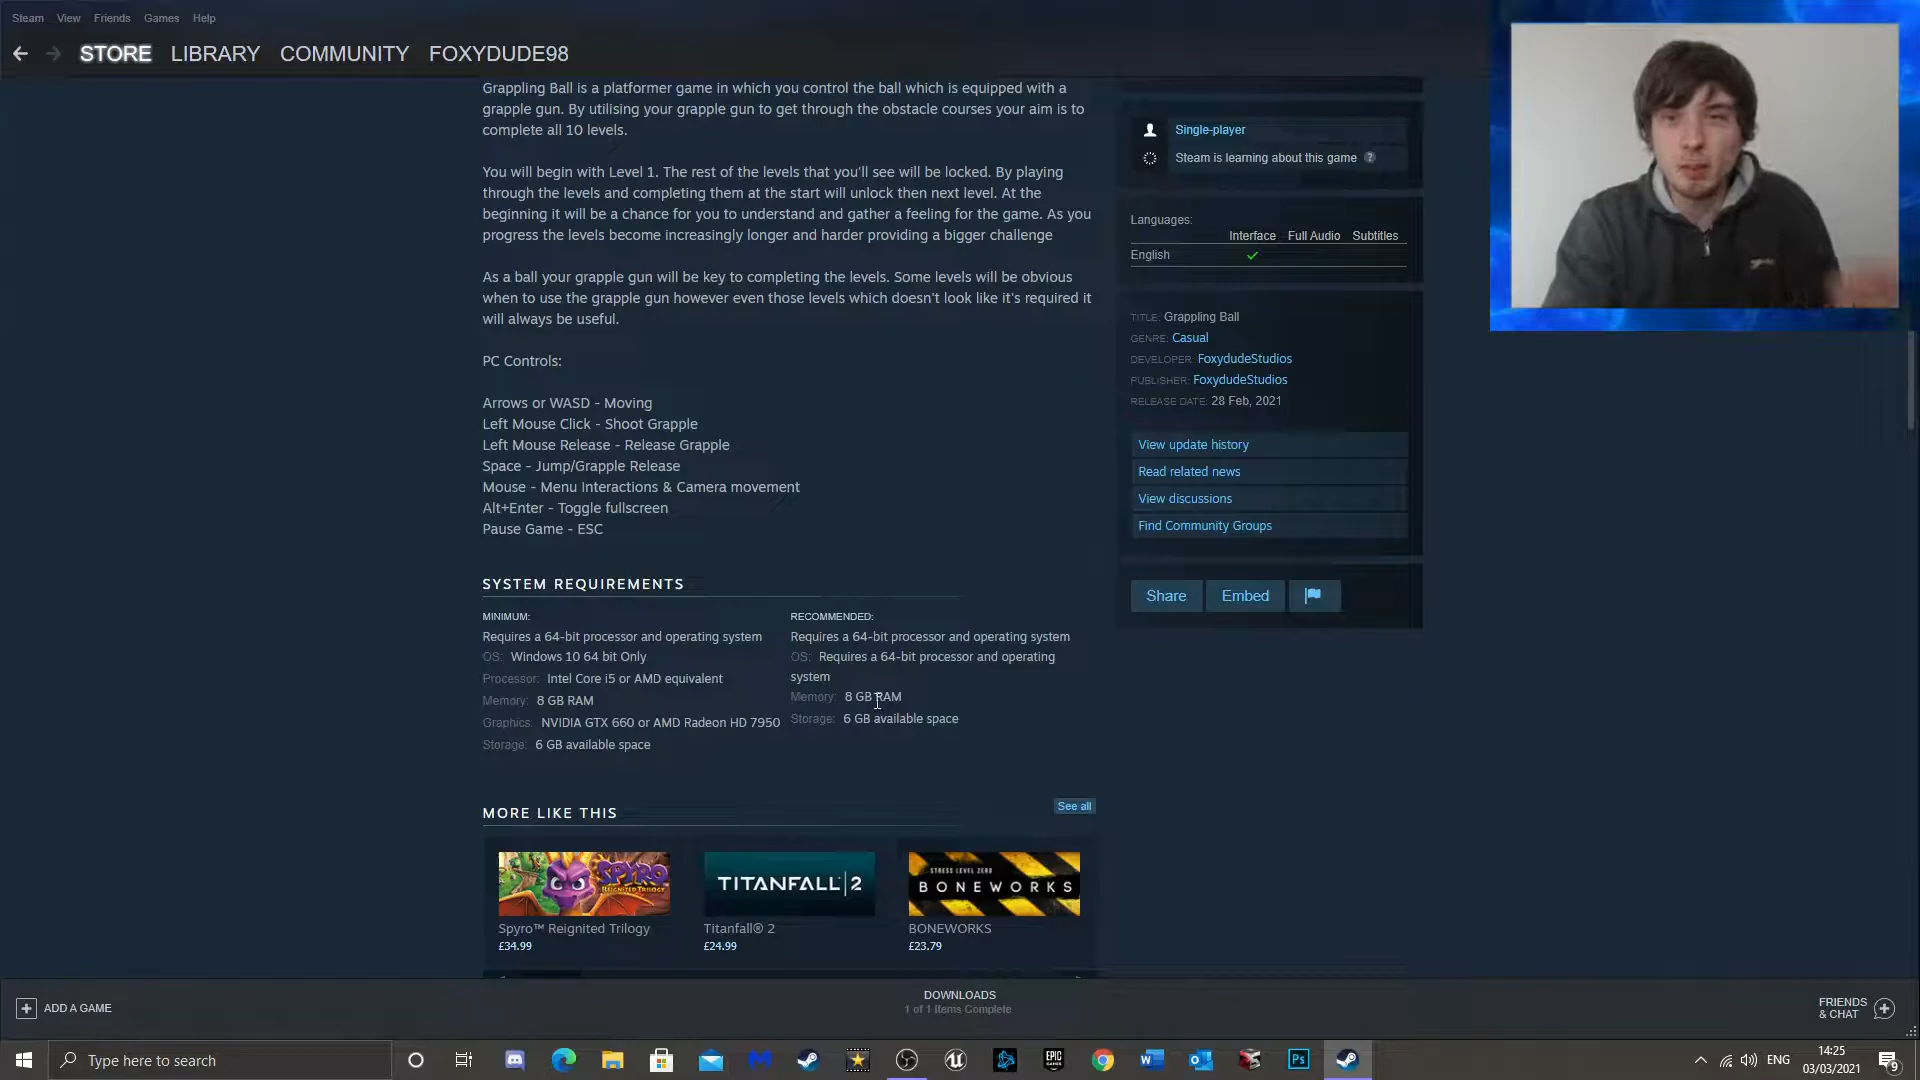 Steam View Friends Games Help
STORE LIBRARY COMMUNITY FOXYDUDE98
Grappling Ball is a platformer game in which you control the ball which is equipped with a
grapple gun. By utilising your grapple gun to get through the obstacle courses your aim is to
complete all 10 levels.
You will begin with Level 1. The rest of the levels that you'll see will be locked. By playing
through the levels and completing them at the start will unlock then next level. At the
beginning it will be a chance for you to understand and gather a feeling for the game. As you
progress the levels become increasingly longer and harder providing a bigger challenge
As a ball your grapple gun will be key to completing the levels. Some levels will be obvious
when to use the grapple gun however even those levels which doesn't look like it's required it
will always be useful.
PC Controls:
Arrows or WASD - Moving
Left Mouse Click - Shoot Grapple
Left Mouse Release - Release Grapple
Space - Jump/Grapple Release
Mouse - Menu Interactions & Camera movement
Alt+Enter - Toggle fullscreen
Pause Game - ESC
SYSTEM REQUIREMENTS
MINIMUM:
Requires a 64-bit processor and operating system
OS: Windows 10 64 bit Only
Processor: Intel Core i5 or AMD equivalent
Memory: 8 GB RAM
Graphics: NVIDIA GTX 660 or AMD Radeon HD 7950
Storage: 6 GB available space
RECOMMENDED:
Requires a 64-bit processor and operating system
OS: Requires a 64-bit processor and operating
system
Memory: 8 GB RAM
Storage: 6 GB available space
MORE LIKE THIS
See all
SPYRO REIGNITED TRILOGY
TITANFALL 2
STRESS LEVEL ZERO
BONEWORKS
Spyro™ Reignited Trilogy
£34.99
Titanfall® 2
£24.99
BONEWORKS
£23.79
Single-player
Steam is learning about this game ?
Languages:
Interface Full Audio Subtitles
English
TITLE: Grappling Ball
GENRE: Casual
DEVELOPER: FoxydudeStudios
PUBLISHER: FoxydudeStudios
RELEASE DATE: 28 Feb, 2021
View update history
Read related news
View discussions
Find Community Groups
Share Embed
ADD A GAME
DOWNLOADS
1 of 1 Items Complete
FRIENDS
& CHAT
Type here to search
EPIC GAMES
Ps
ENG
14:25
03/03/2021
9